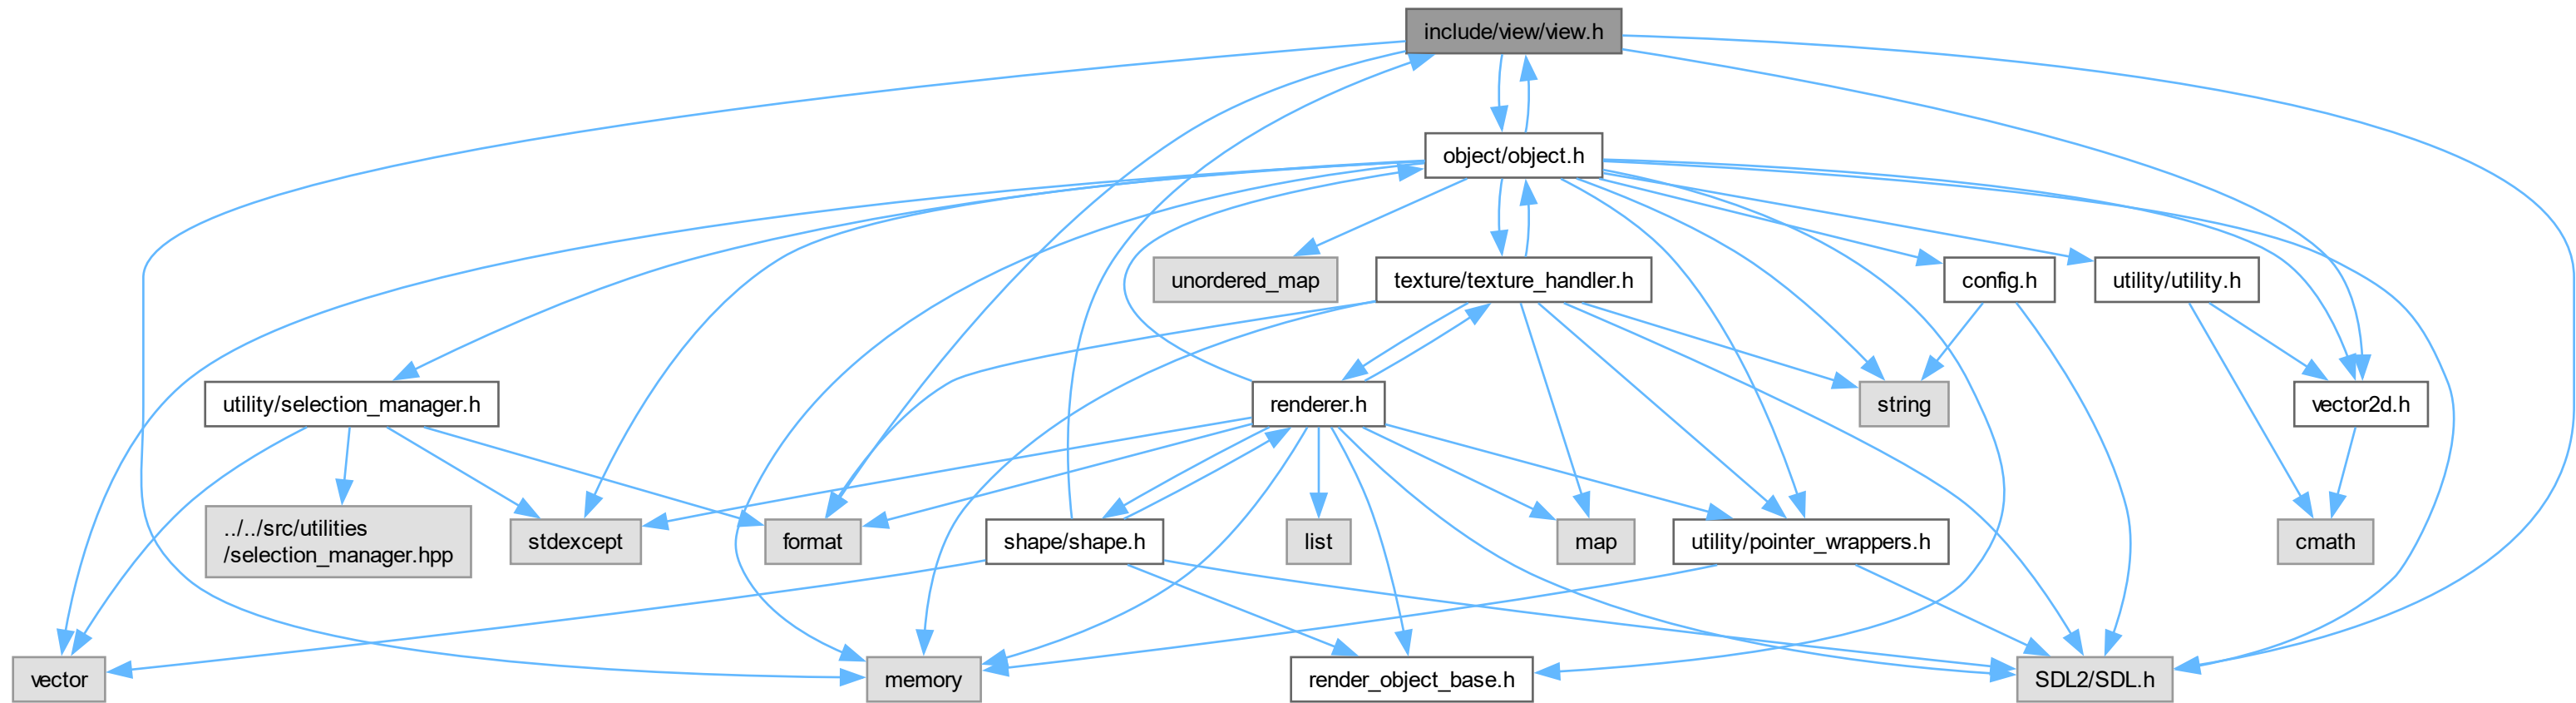 include/view/view.h
object/object.h
unordered_map
texture/texture_handler.h
config.h
utility/utility.h
utility/selection_manager.h
renderer.h
string
vector2d.h
../../src/utilities
/selection_manager.hpp
stdexcept
format
shape/shape.h
list
map
utility/pointer_wrappers.h
cmath
vector
memory
render_object_base.h
SDL2/SDL.h